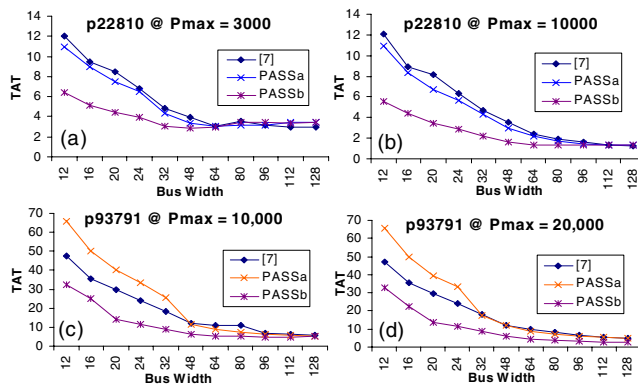 p22810 @ Pmax = 3000
14
12
10
8
6
4
2
0
TAT
[7]
PASSa
PASSb
(a)
12 16 20 24 32 48 64 80 96 112 128
Bus Width
p22810 @ Pmax = 10000
14
12
10
8
6
4
2
0
TAT
[7]
PASSa
PASSb
(b)
12 16 20 24 32 48 64 80 96 112 128
Bus Width
p93791 @ Pmax = 10,000
70
60
50
40
30
20
10
0
TAT
[7]
PASSa
PASSb
(c)
12 16 20 24 32 48 64 80 96 112 128
Bus Width
p93791 @ Pmax = 20,000
70
60
50
40
30
20
10
0
TAT
[7]
PASSa
PASSb
(d)
12 16 20 24 32 48 64 80 96 112 128
Bus Width